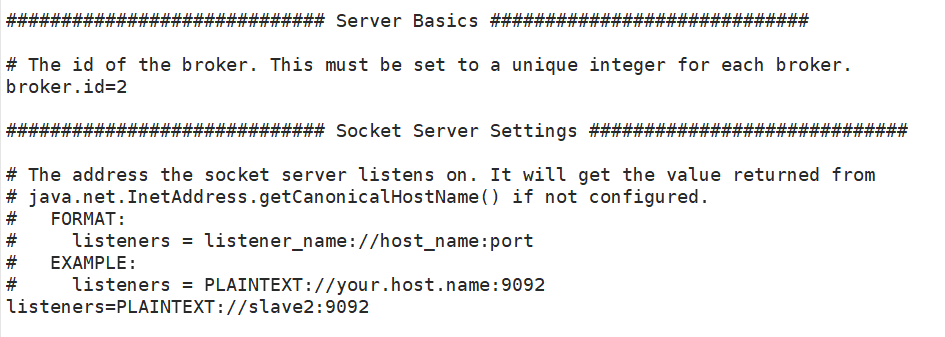 ############################# Server Basics #############################
# The id of the broker. This must be set to a unique integer for each broker.
broker.id=2
############################# Socket Server Settings #############################
# The address the socket server listens on. It will get the value returned from
# java.net.InetAddress.getCanonicalHostName() if not configured.
#   FORMAT:
#     listeners = listener_name://host_name:port
#   EXAMPLE:
#     listeners = PLAINTEXT://your.host.name:9092
listeners=PLAINTEXT://slave2:9092